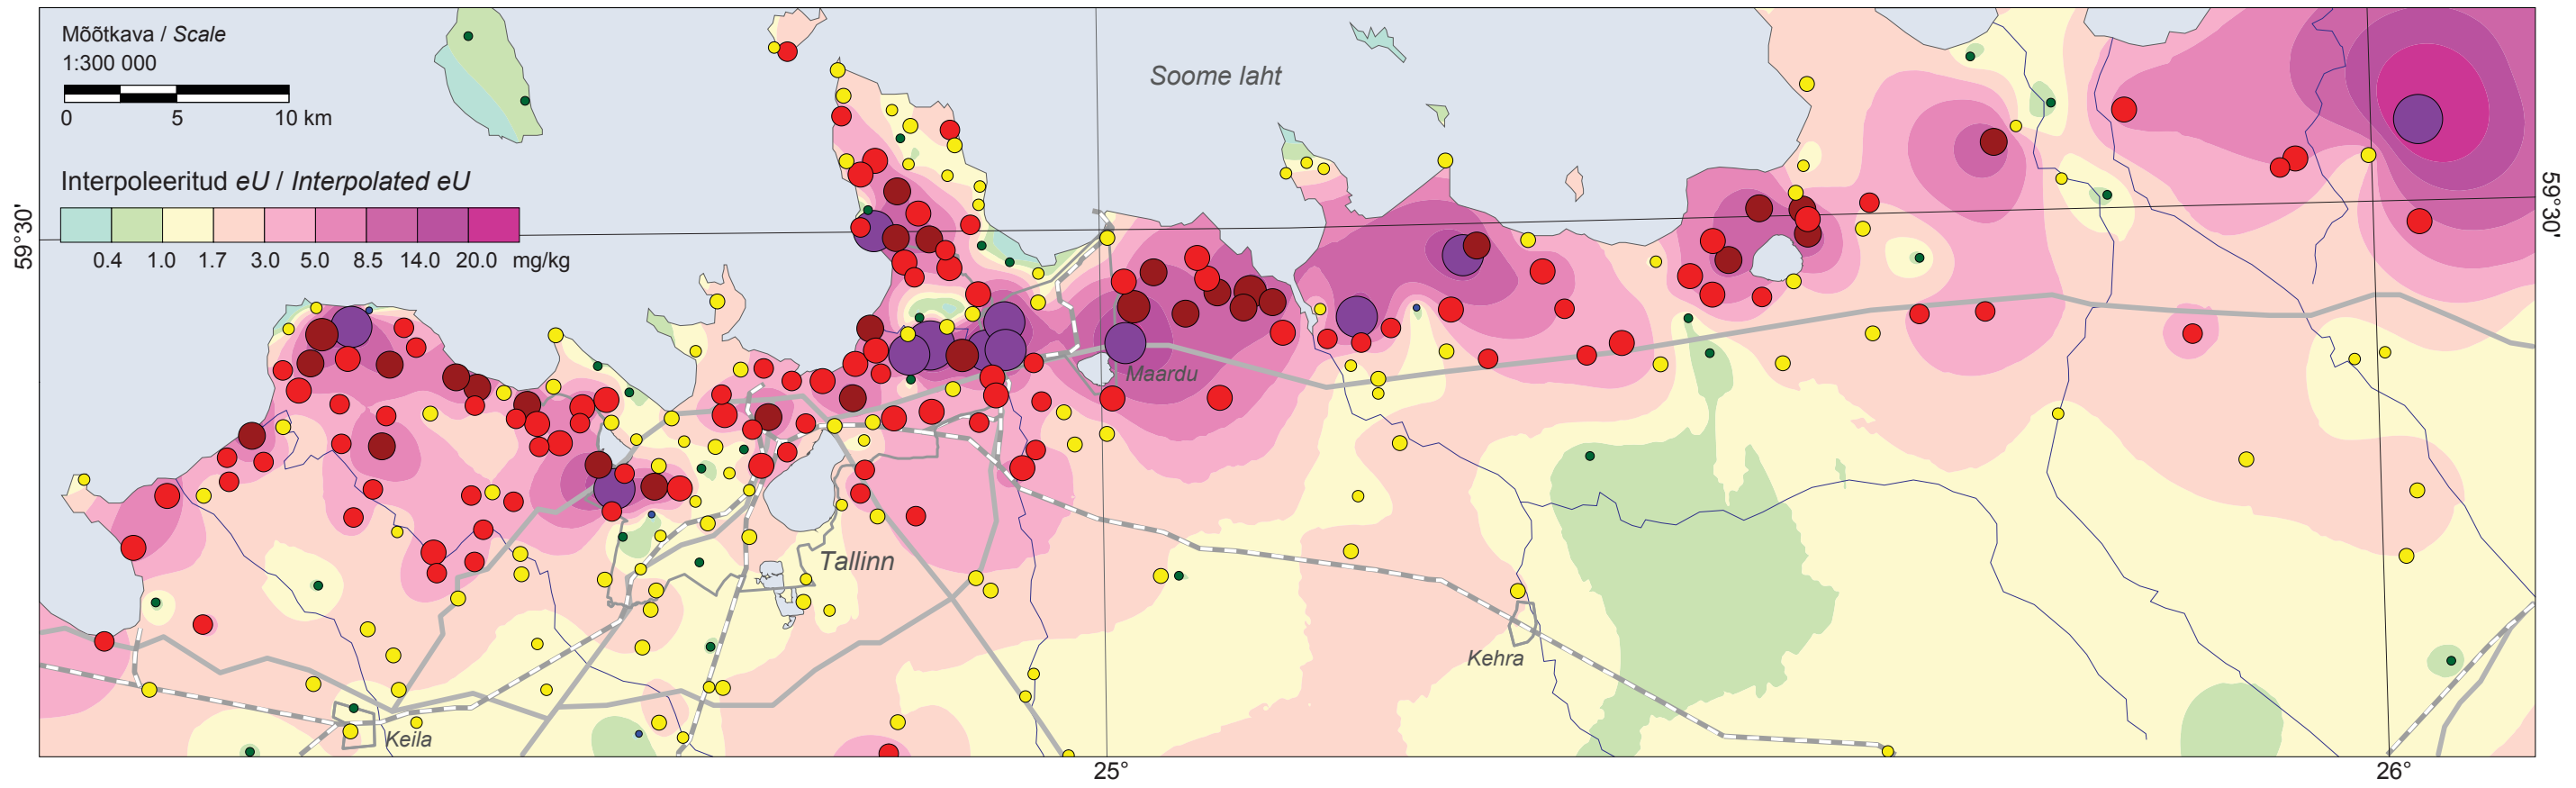 Mõõtkava / Scale
1:300 000
0 5 10 km
Interpoleeritud eU / Interpolated eU
0.4 1.0 1.7 3.0 5.0 8.5 14.0 20.0 mg/kg
Soome laht
59°30'
59°30'
Maardu
Tallinn
Kehra
Keila
25°
26°